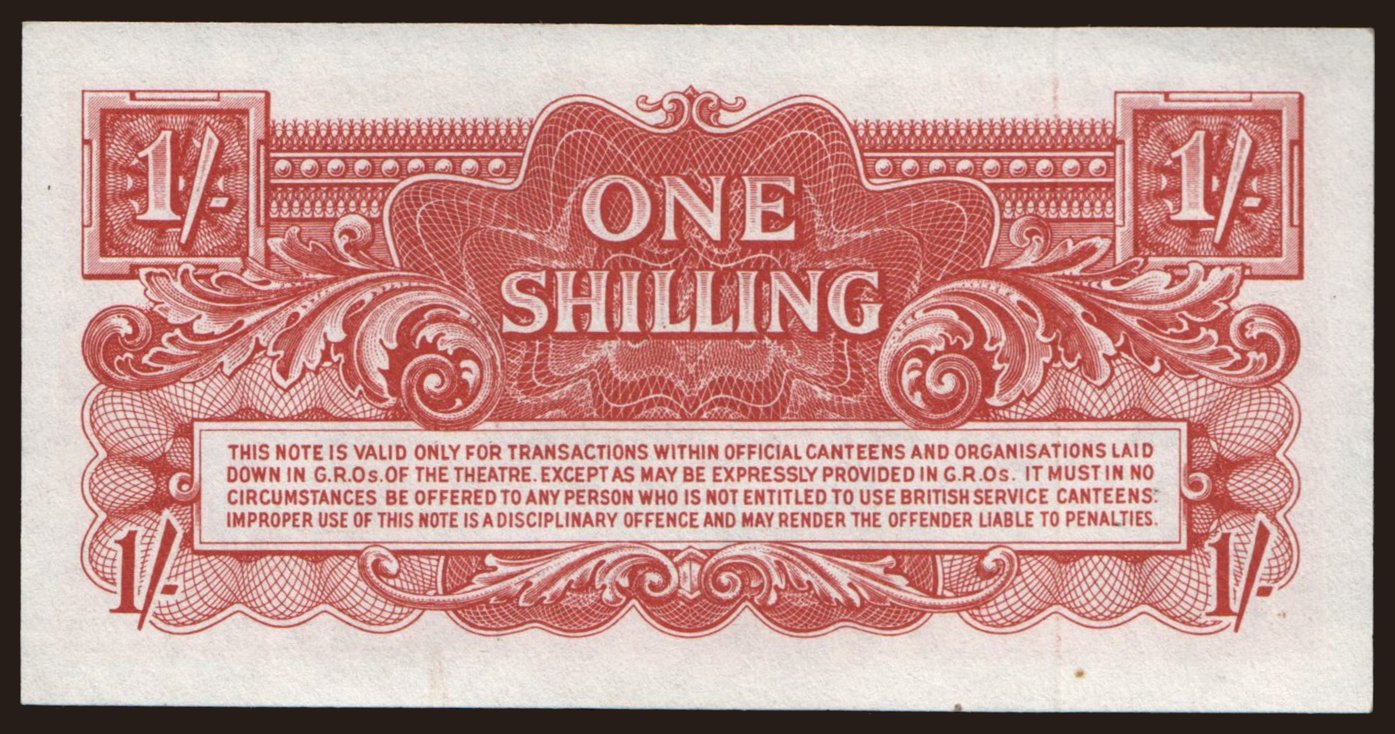 1/-
1/-
ONE
SHILLING
THIS NOTE IS VALID ONLY FOR TRANSACTIONS WITHIN OFFICIAL CANTEENS AND ORGANISATIONS LAID
DOWN IN G.R.Os. OF THE THEATRE. EXCEPT AS MAY BE EXPRESSLY PROVIDED IN G.R.Os. IT MUST IN NO
CIRCUMSTANCES BE OFFERED TO ANY PERSON WHO IS NOT ENTITLED TO USE BRITISH SERVICE CANTEENS.
IMPROPER USE OF THIS NOTE IS A DISCIPLINARY OFFENCE AND MAY RENDER THE OFFENDER LIABLE TO PENALTIES.
1/-
1/-